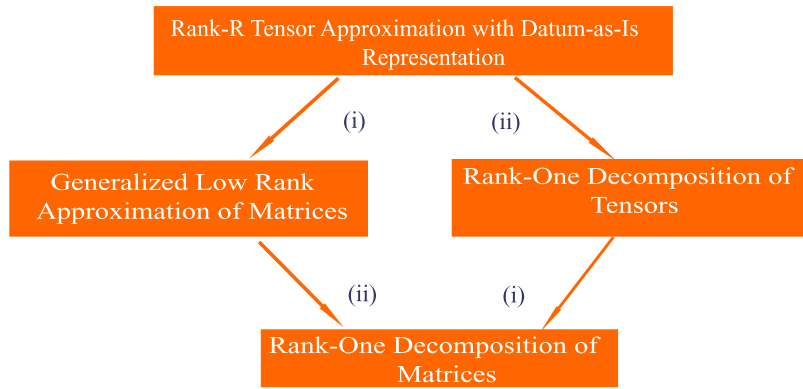 Rank-R Tensor Approximation with Datum-as-Is
Representation
(i)
(ii)
Generalized Low Rank
Approximation of Matrices
Rank-One Decomposition of
Tensors
(ii)
(i)
Rank-One Decomposition of
Matrices